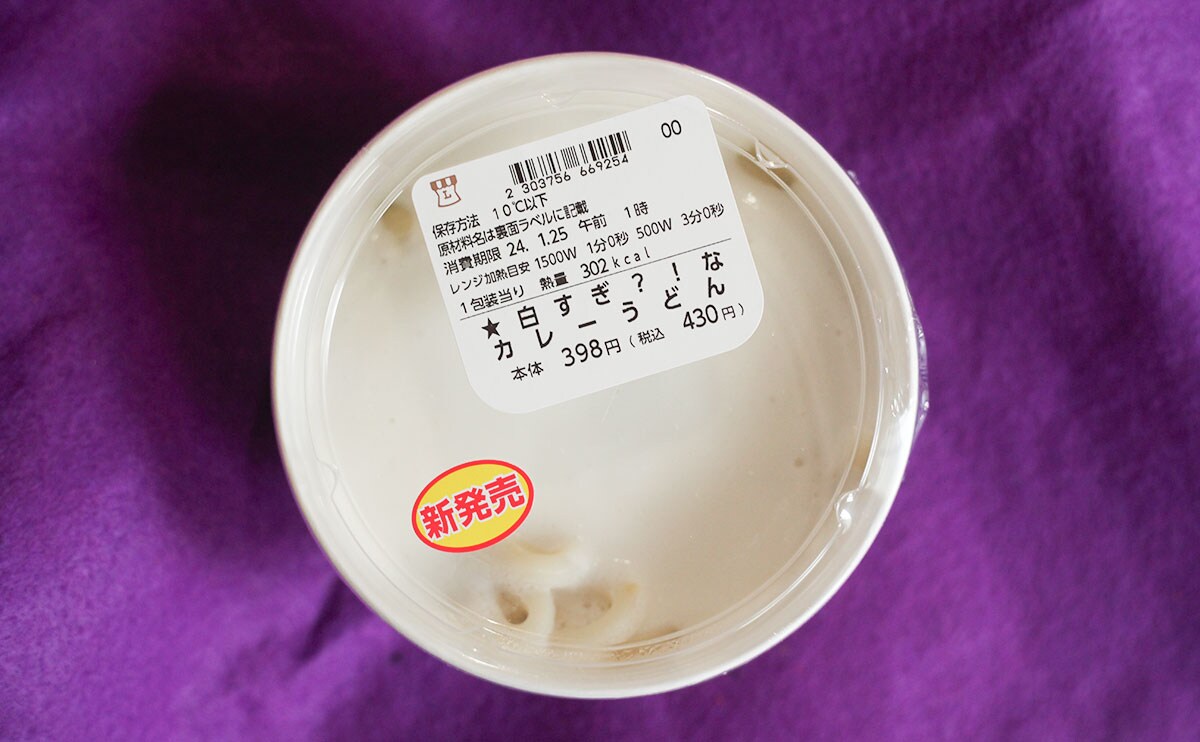 00
L
2 303756 669254
保存方法 10℃以下
原材料名は裏面ラベルに記載
消費期限 24. 1.25 午前 1時
レンジ加熱目安 1500W 1分0秒 500W 3分0秒
1包装当り 熱量 302kcal
★白すぎ?!な
カレーうどん
本体 398円(税込 430円)
新発売